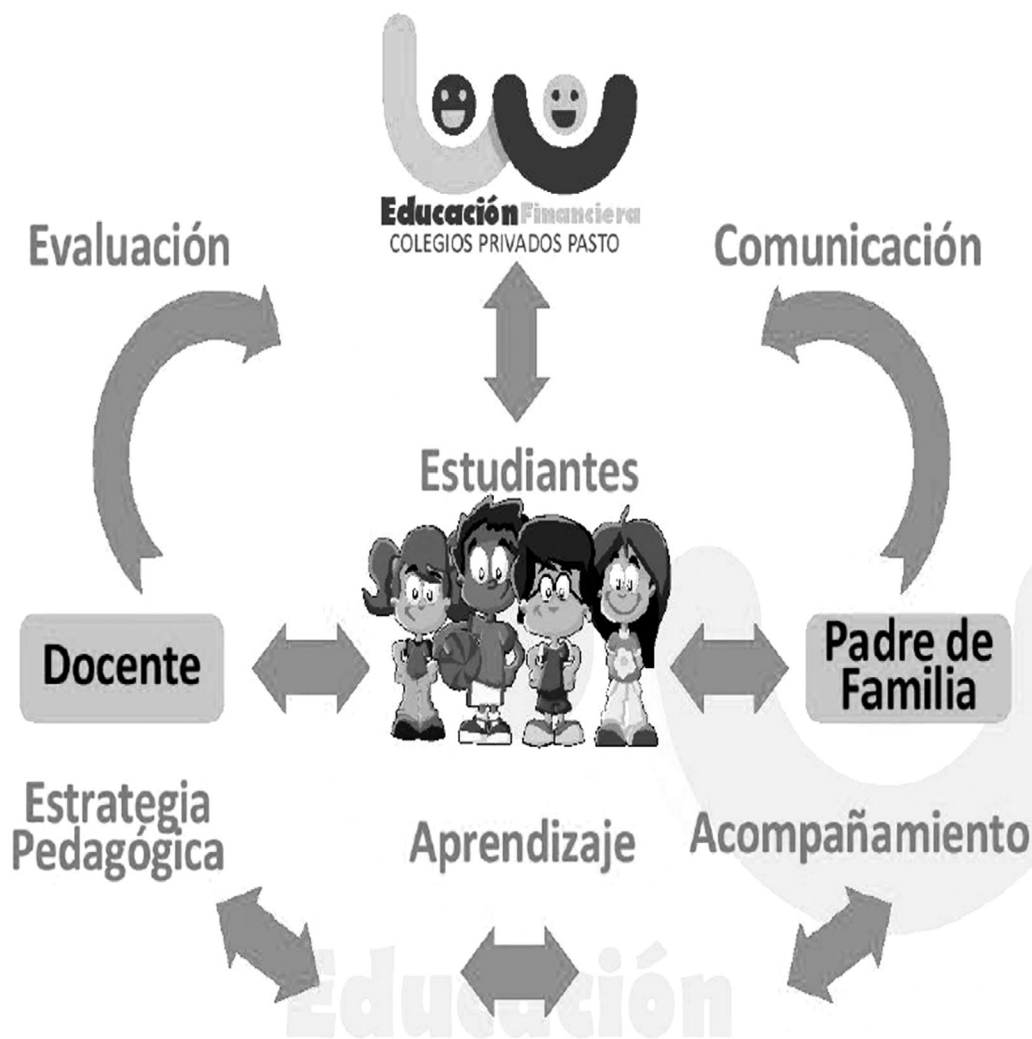 Educación Financiera
COLEGIOS PRIVADOS PASTO
Evaluación
Comunicación
Estudiantes
Docente
Padre de
Familia
Estrategia
Pedagógica
Aprendizaje
Acompañamiento
Educación